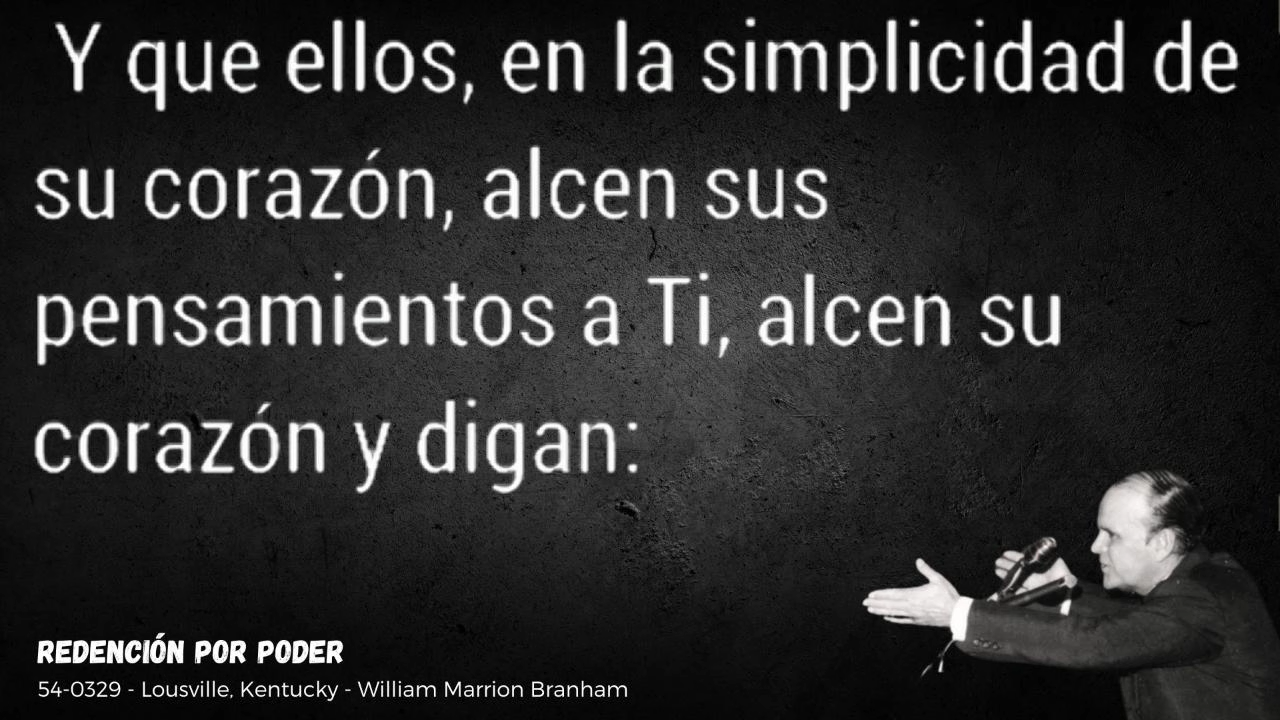 Y que ellos, en la simplicidad de
su corazón, alcen sus
pensamientos a Ti, alcen su
corazón y digan:
REDENCIÓN POR PODER
54-0329 - Lousville, Kentucky - William Marrion Branham